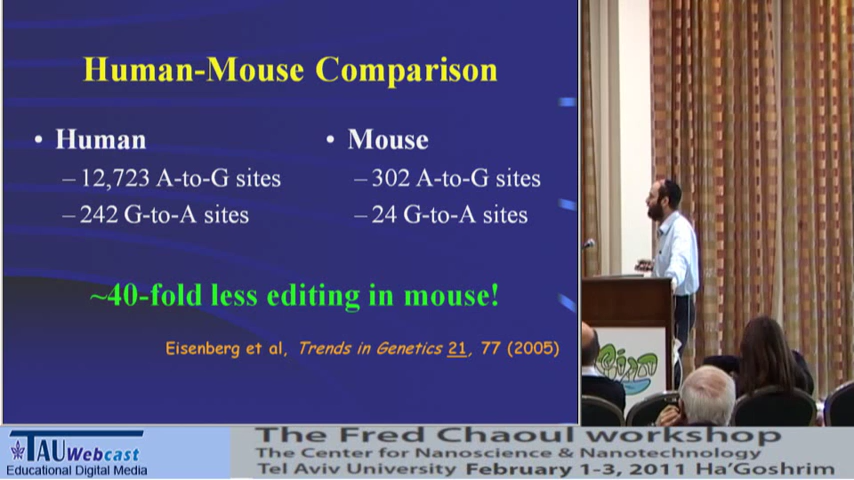 Human-Mouse Comparison
• Human
– 12,723 A-to-G sites
– 242 G-to-A sites
• Mouse
– 302 A-to-G sites
– 24 G-to-A sites
~40-fold less editing in mouse!
Eisenberg et al, Trends in Genetics 21, 77 (2005)
TAU Webcast
Educational Digital Media
The Fred Chaoul workshop
The Center for Nanoscience & Nanotechnology
Tel Aviv University February 1-3, 2011 Ha'Goshrim